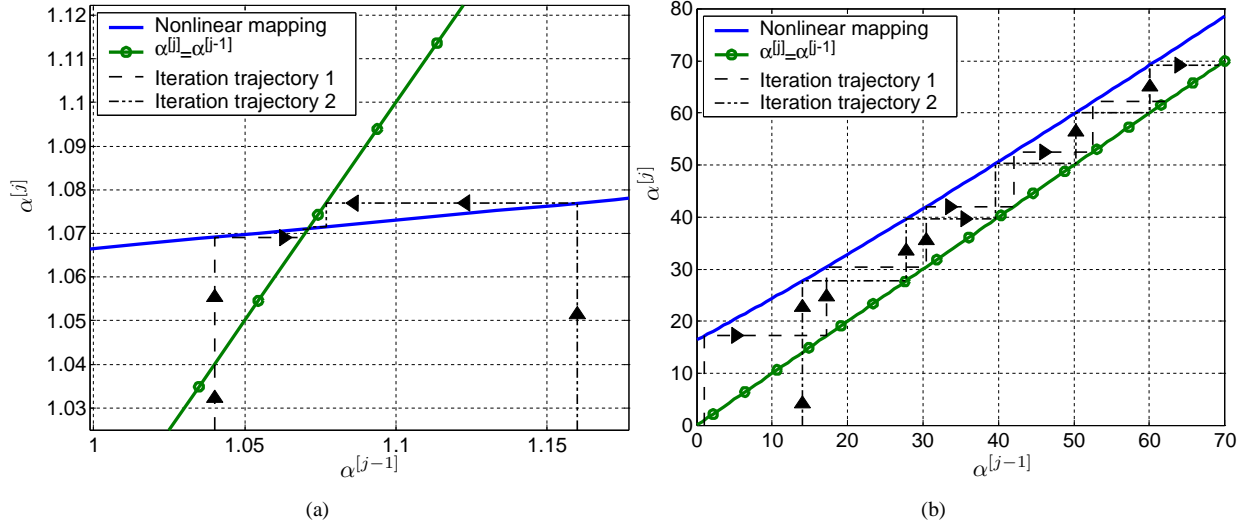 Nonlinear mapping
α^[j]=α^[j-1]
Iteration trajectory 1
Iteration trajectory 2
1.12
1.11
1.1
1.09
1.08
1.07
1.06
1.05
1.04
1.03
α^[j]
1
1.05
1.1
1.15
α^[j−1]
(a)
Nonlinear mapping
α^[j]=α^[j-1]
Iteration trajectory 1
Iteration trajectory 2
80
70
60
50
40
30
20
10
0
α^[j]
0
10
20
30
40
50
60
70
α^[j−1]
(b)